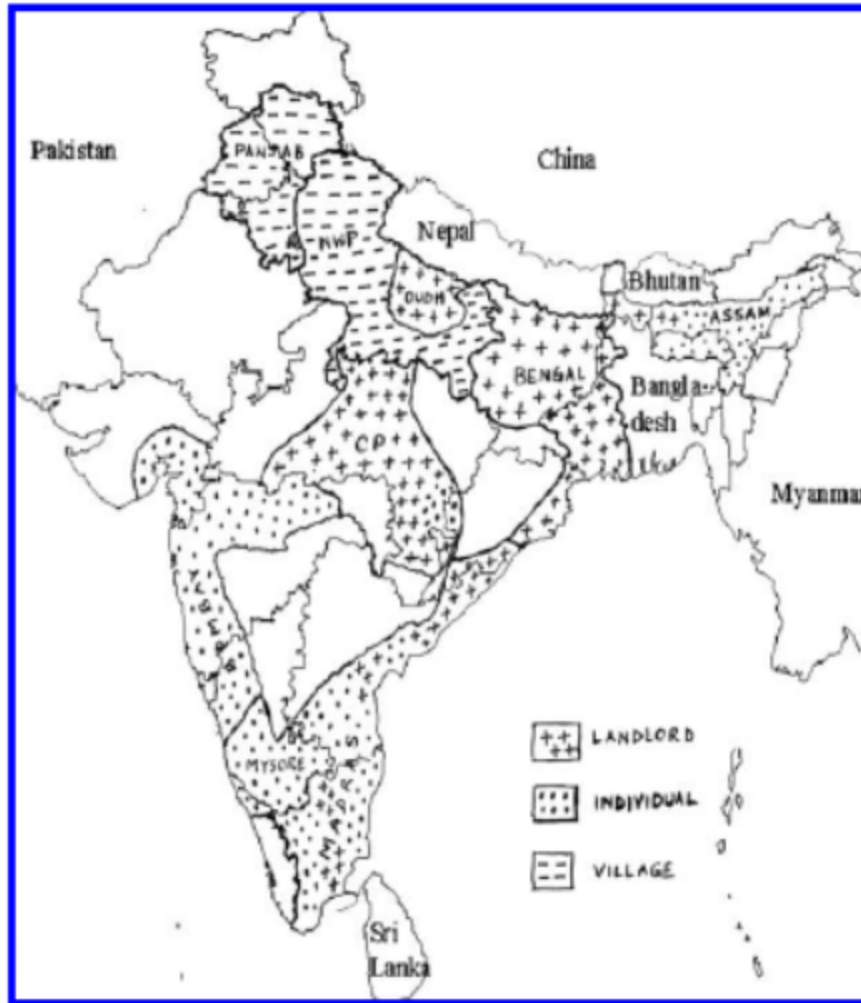 Pakistan
China
PANJAB
NWP
Nepal
OUDH
Bhutan
ASSAM
BENGAL
Bangla-
desh
CP
Myanmar
BOMBAY
MYSORE
MADRAS
LANDLORD
INDIVIDUAL
VILLAGE
Sri
Lanka